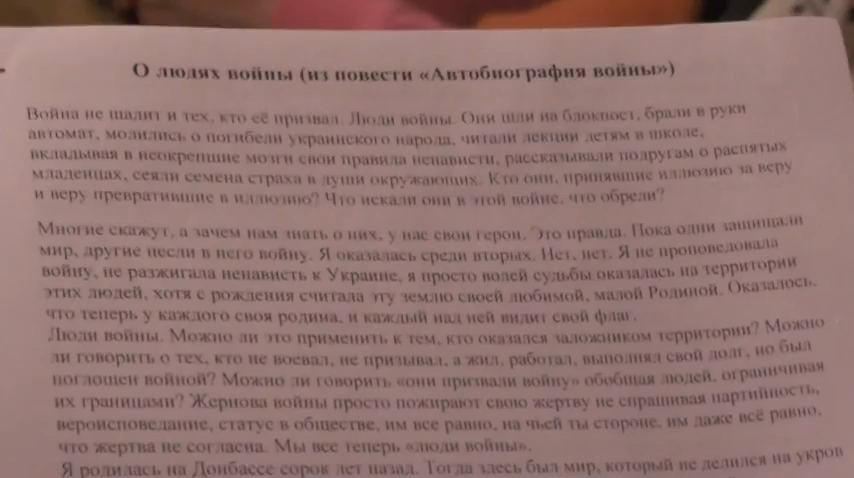 О людях войны (из повести «Автобиография войны»)
Война не щадит и тех, кто её призвал. Люди войны. Они шли на блокпост, брали в руки
автомат, молились о погибели украинского народа, читали лекции детям в школе,
вкладывая в неокрепшие мозги свои правила ненависти, рассказывали подругам о распятых
младенцах, сеяли семена страха в души окружающих. Кто они, принявшие иллюзию за веру
и веру превратившие в иллюзию? Что искали они в этой войне, что обрели?
Многие скажут, а зачем нам знать о них, у нас свои герои. Это правда. Пока одни защищали
мир, другие несли в него войну. Я оказалась среди вторых. Нет, нет. Я не проповедовала
войну, не разжигала ненависть к Украине, я просто волей судьбы оказалась на территории
этих людей, хотя с рождения считала эту землю своей любимой, малой Родиной. Оказалось,
что теперь у каждого своя родина, и каждый над ней видит свой флаг.
Люди войны. Можно ли это применить к тем, кто оказался заложником территории? Можно
ли говорить о тех, кто не воевал, не призывал, а жил, работал, выполнял свой долг, но был
поглощен войной? Можно ли говорить «они призвали войну» обобщая людей, ограничивая
их границами? Жернова войны просто пожирают свою жертву не спрашивая партийность,
вероисповедание, статус в обществе, им все равно, на чьей ты стороне, им даже всё равно,
что жертва не согласна. Мы все теперь «люди войны».
Я родилась на Донбассе сорок лет назад. Тогда здесь был мир, который не делился на укров